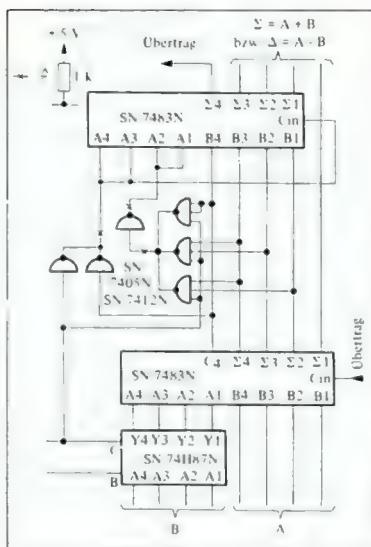 +5V
1 k
Übertrag
Σ = A + B
bzw. Δ = A - B
Σ4 Σ3 Σ2 Σ1
SN 7483N
Cin
A4 A3 A2 A1 B4 B3 B2 B1
SN
7405N
SN 7412N
Übertrag
C4 Σ4 Σ3 Σ2 Σ1
Cin
SN 7483N
A4 A3 A2 A1 B4 B3 B2 B1
C
Y4 Y3 Y2 Y1
SN 74H87N
B
A4 A3 A2 A1
B
A